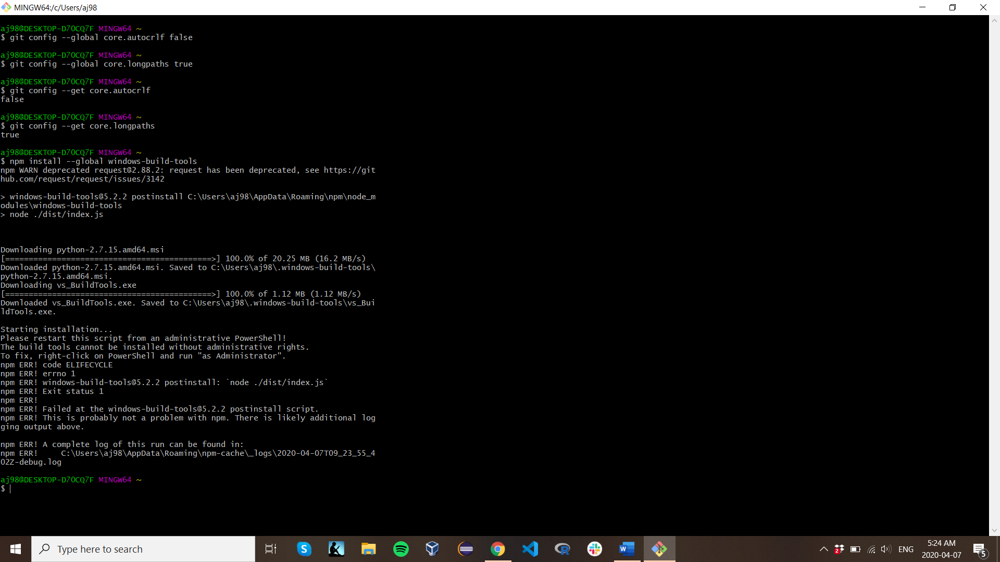 MINGW64:/c/Users/aj98
aj98@DESKTOP-D7OCQ7F MINGW64 ~
$ git config --global core.autocrlf false
aj98@DESKTOP-D7OCQ7F MINGW64 ~
$ git config --global core.longpaths true
aj98@DESKTOP-D7OCQ7F MINGW64 ~
$ git config --get core.autocrlf
false
aj98@DESKTOP-D7OCQ7F MINGW64 ~
$ git config --get core.longpaths
true
aj98@DESKTOP-D7OCQ7F MINGW64 ~
$ npm install --global windows-build-tools
npm WARN deprecated request@2.88.2: request has been deprecated, see https://git
hub.com/request/request/issues/3142
> windows-build-tools@5.2.2 postinstall C:\Users\aj98\AppData\Roaming\npm\node_m
odules\windows-build-tools
> node ./dist/index.js
Downloading python-2.7.15.amd64.msi
[============================================>] 100.0% of 20.25 MB (16.2 MB/s)
Downloaded python-2.7.15.amd64.msi. Saved to C:\Users\aj98\.windows-build-tools\
python-2.7.15.amd64.msi.
Downloading vs_BuildTools.exe
[============================================>] 100.0% of 1.12 MB (1.12 MB/s)
Downloaded vs_BuildTools.exe. Saved to C:\Users\aj98\.windows-build-tools\vs_Bui
ldTools.exe.
Starting installation...
Please restart this script from an administrative PowerShell!
The build tools cannot be installed without administrative rights.
To fix, right-click on PowerShell and run "as Administrator".
npm ERR! code ELIFECYCLE
npm ERR! errno 1
npm ERR! windows-build-tools@5.2.2 postinstall: `node ./dist/index.js`
npm ERR! Exit status 1
npm ERR!
npm ERR! Failed at the windows-build-tools@5.2.2 postinstall script.
npm ERR! This is probably not a problem with npm. There is likely additional log
ging output above.
npm ERR! A complete log of this run can be found in:
npm ERR!     C:\Users\aj98\AppData\Roaming\npm-cache\_logs\2020-04-07T09_23_55_4
02Z-debug.log
aj98@DESKTOP-D7OCQ7F MINGW64 ~
$
Type here to search
ENG
5:24 AM
2020-04-07
5